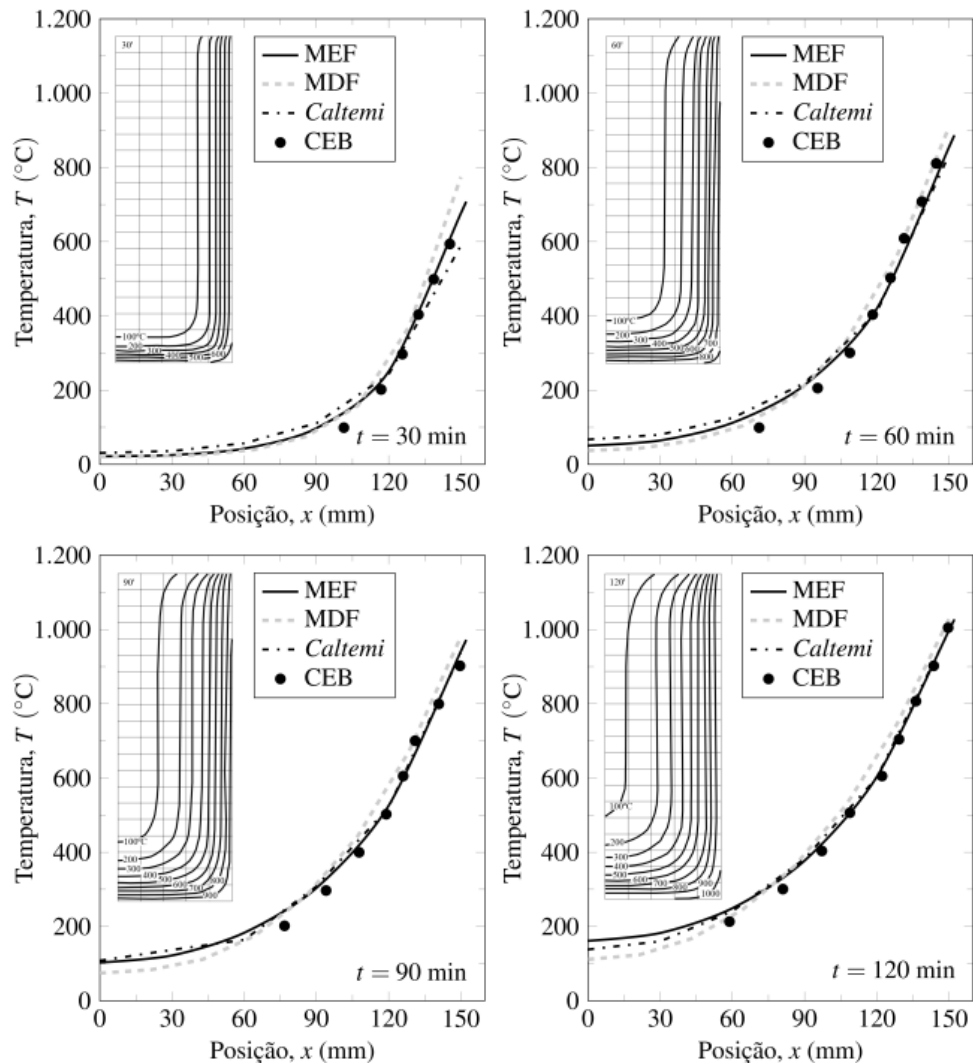 1.200
1.000
800
600
400
200
0
Temperatura, T (°C)
30'
100°C
200
300
400
500
600
MEF
MDF
Caltemi
CEB
t = 30 min
0 30 60 90 120 150
Posição, x (mm)
1.200
1.000
800
600
400
200
0
Temperatura, T (°C)
60'
100°C
200
300
400
500
600
700
800
MEF
MDF
Caltemi
CEB
t = 60 min
0 30 60 90 120 150
Posição, x (mm)
1.200
1.000
800
600
400
200
0
Temperatura, T (°C)
90'
100°C
200
300
400
500
600
700
800
900
MEF
MDF
Caltemi
CEB
t = 90 min
0 30 60 90 120 150
Posição, x (mm)
1.200
1.000
800
600
400
200
0
Temperatura, T (°C)
120'
100°C
200
300
400
500
600
700
800
900
1000
MEF
MDF
Caltemi
CEB
t = 120 min
0 30 60 90 120 150
Posição, x (mm)